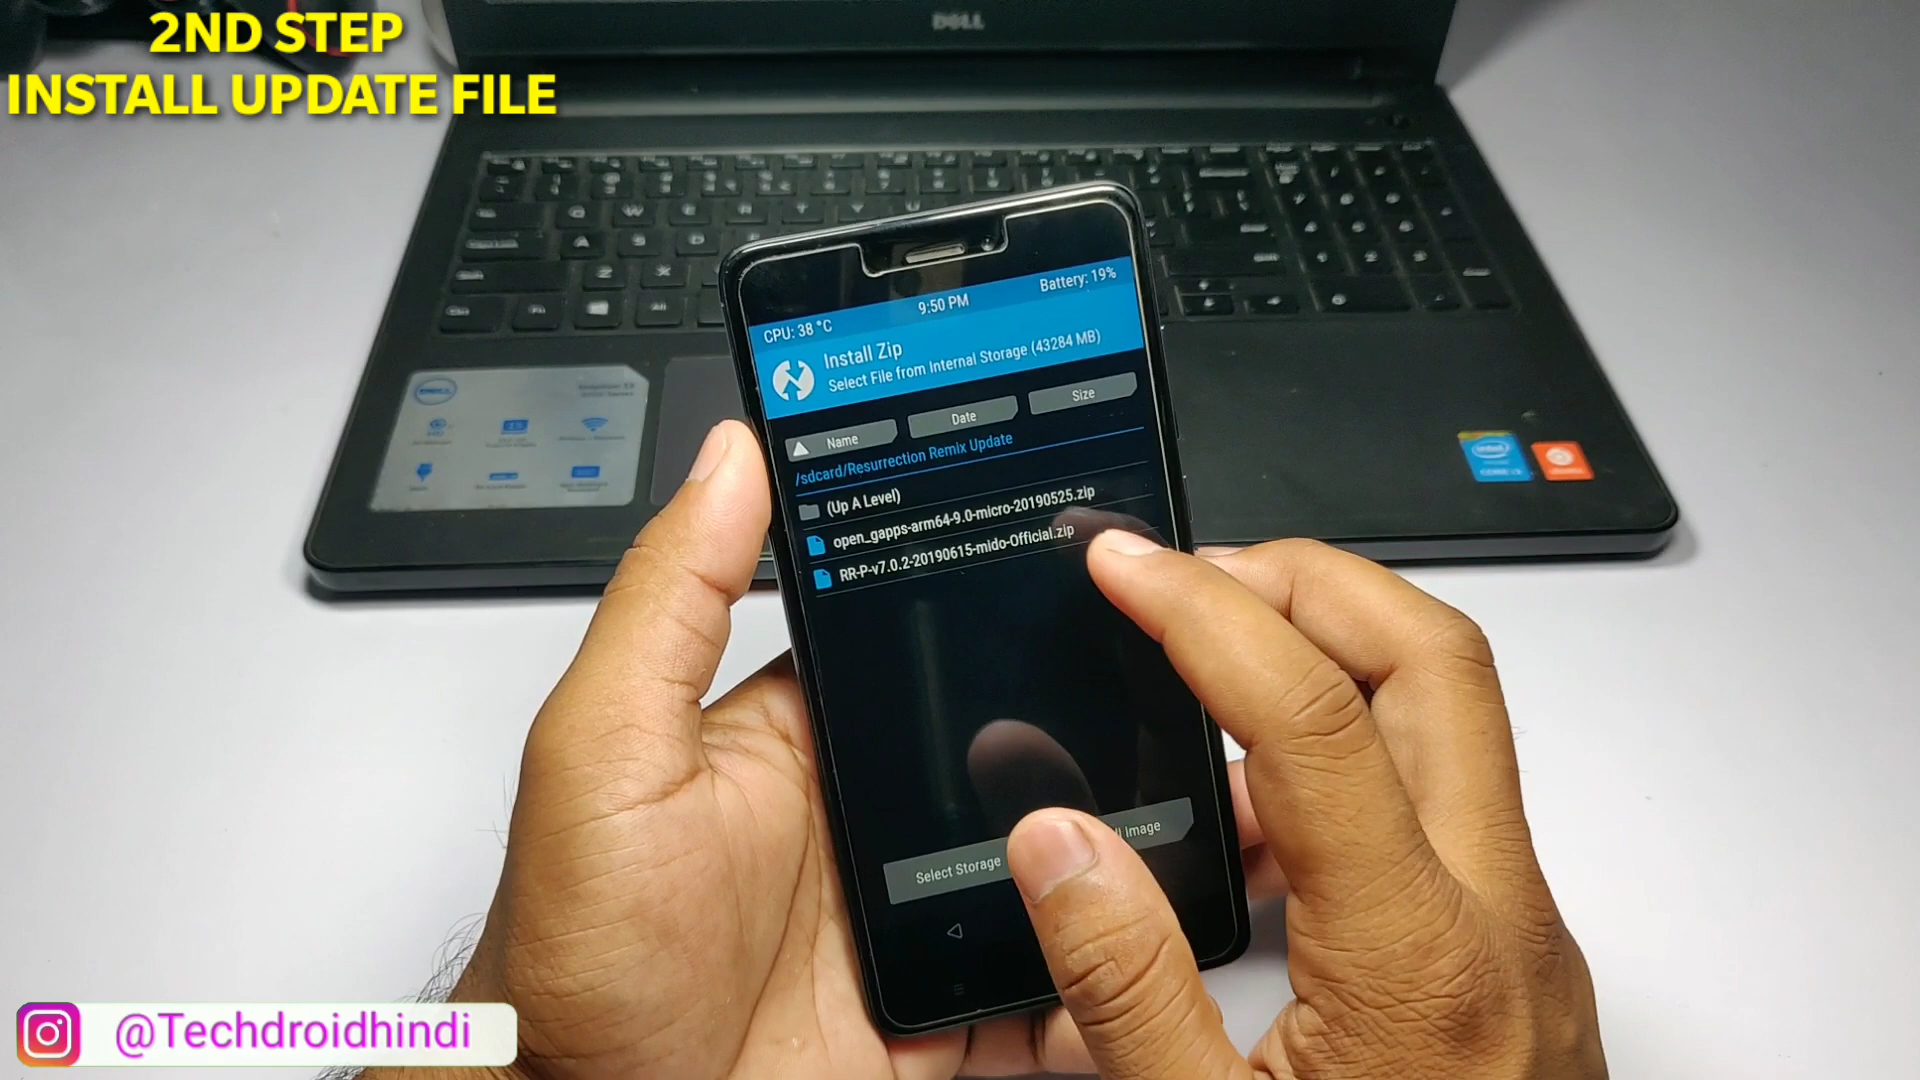 2ND STEP
INSTALL UPDATE FILE
DELL
CPU: 38 °C
9:50 PM
Battery: 19%
Install Zip
Select File from Internal Storage (43284 MB)
Name
Date
Size
/sdcard/Resurrection Remix Update
(Up A Level)
open_gapps-arm64-9.0-micro-20190525.zip
RR-P-v7.0.2-20190615-mido-Official.zip
Select Storage
Image
@Techdroidhindi